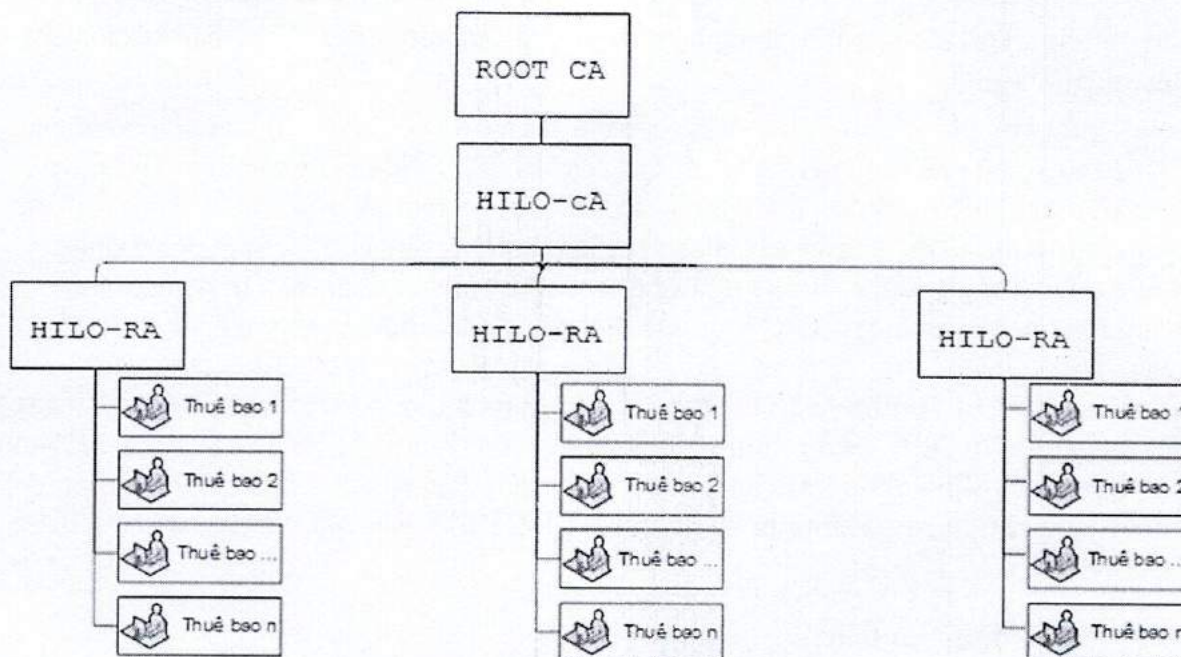 ROOT CA
HILO-cA
HILO-RA
HILO-RA
HILO-RA
Thuê bao 1
Thuê bao 2
Thuê bao ...
Thuê bao n
Thuê bao 1
Thuê bao 2
Thuê bao ...
Thuê bao n
Thuê bao 1
Thuê bao 2
Thuê bao ...
Thuê bao n